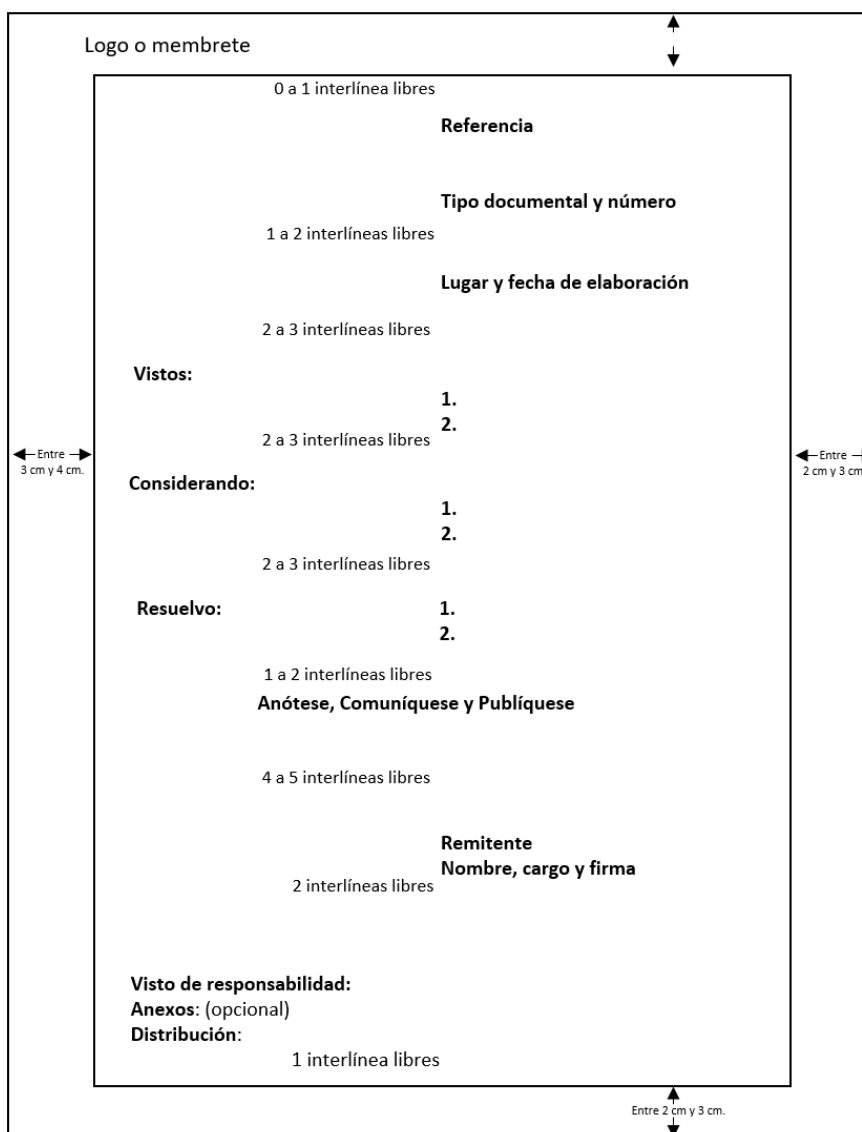 Logo o membrete
0 a 1 interlínea libres
Referencia
Tipo documental y número
1 a 2 interlíneas libres
Lugar y fecha de elaboración
2 a 3 interlíneas libres
Vistos:
1.
2.
2 a 3 interlíneas libres
Entre
3 cm y 4 cm.
Entre
2 cm y 3 cm
Considerando:
1.
2.
2 a 3 interlíneas libres
Resuelvo:
1.
2.
1 a 2 interlíneas libres
Anótese, Comuníquese y Publíquese
4 a 5 interlíneas libres
Remitente
Nombre, cargo y firma
2 interlíneas libres
Visto de responsabilidad:
Anexos: (opcional)
Distribución:
1 interlínea libres
Entre 2 cm y 3 cm.